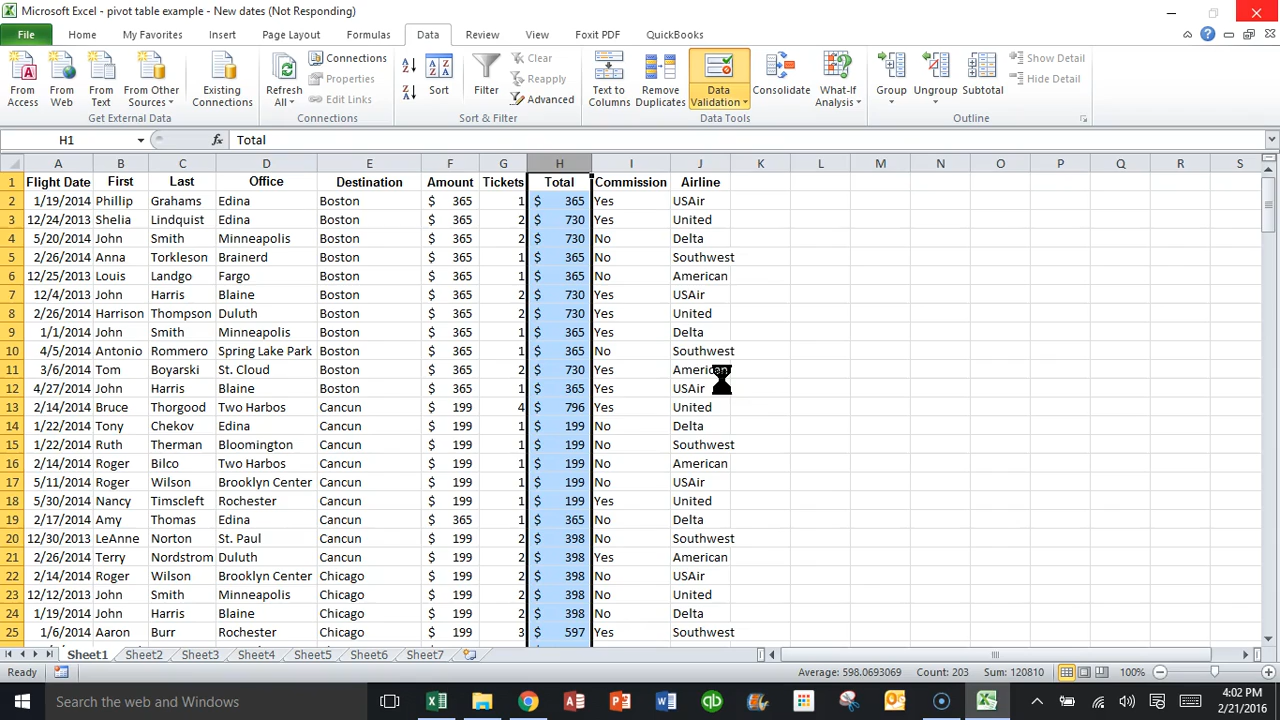 Microsoft Excel - pivot table example - New dates (Not Responding)
File Home My Favorites Insert Page Layout Formulas Data Review View Foxit PDF QuickBooks
From Access
From Web
From Text
From Other Sources
Existing Connections
Get External Data
Refresh All
Connections
Properties
Edit Links
Connections
Sort
Filter
Clear
Reapply
Advanced
Sort & Filter
Text to Columns
Remove Duplicates
Data Validation
Consolidate
What-If Analysis
Data Tools
Group
Ungroup
Subtotal
Show Detail
Hide Detail
Outline
H1 fx Total
A B C D E F G H I J K L M N O P Q R S
1 Flight Date First Last Office Destination Amount Tickets Total Commission Airline
2 1/19/2014 Phillip Grahams Edina Boston $ 365 1 $ 365 Yes USAir
3 12/24/2013 Shelia Lindquist Edina Boston $ 365 2 $ 730 Yes United
4 5/20/2014 John Smith Minneapolis Boston $ 365 2 $ 730 No Delta
5 2/26/2014 Anna Torkleson Brainerd Boston $ 365 1 $ 365 No Southwest
6 12/25/2013 Louis Landgo Fargo Boston $ 365 1 $ 365 No American
7 12/4/2013 John Harris Blaine Boston $ 365 2 $ 730 Yes USAir
8 2/26/2014 Harrison Thompson Duluth Boston $ 365 2 $ 730 Yes United
9 1/1/2014 John Smith Minneapolis Boston $ 365 1 $ 365 Yes Delta
10 4/5/2014 Antonio Rommero Spring Lake Park Boston $ 365 1 $ 365 No Southwest
11 3/6/2014 Tom Boyarski St. Cloud Boston $ 365 2 $ 730 Yes American
12 4/27/2014 John Harris Blaine Boston $ 365 1 $ 365 Yes USAir
13 2/14/2014 Bruce Thorgood Two Harbos Cancun $ 199 4 $ 796 Yes United
14 1/22/2014 Tony Chekov Edina Cancun $ 199 1 $ 199 No Delta
15 1/22/2014 Ruth Therman Bloomington Cancun $ 199 1 $ 199 No Southwest
16 2/14/2014 Roger Bilco Two Harbos Cancun $ 199 1 $ 199 No American
17 5/11/2014 Roger Wilson Brooklyn Center Cancun $ 199 1 $ 199 No USAir
18 5/30/2014 Nancy Timscleft Rochester Cancun $ 199 1 $ 199 Yes United
19 2/17/2014 Amy Thomas Edina Cancun $ 365 1 $ 365 No Delta
20 12/30/2013 LeAnne Norton St. Paul Cancun $ 199 2 $ 398 No Southwest
21 2/26/2014 Terry Nordstrom Duluth Cancun $ 199 2 $ 398 Yes American
22 2/14/2014 Roger Wilson Brooklyn Center Chicago $ 199 2 $ 398 No USAir
23 12/12/2013 John Smith Minneapolis Chicago $ 199 2 $ 398 No United
24 1/19/2014 John Harris Blaine Chicago $ 199 2 $ 398 No Delta
25 1/6/2014 Aaron Burr Rochester Chicago $ 199 3 $ 597 Yes Southwest
Sheet1 Sheet2 Sheet3 Sheet4 Sheet5 Sheet6 Sheet7
Ready Average: 598.0693069 Count: 203 Sum: 120810 100%
Search the web and Windows
4:02 PM
2/21/2016